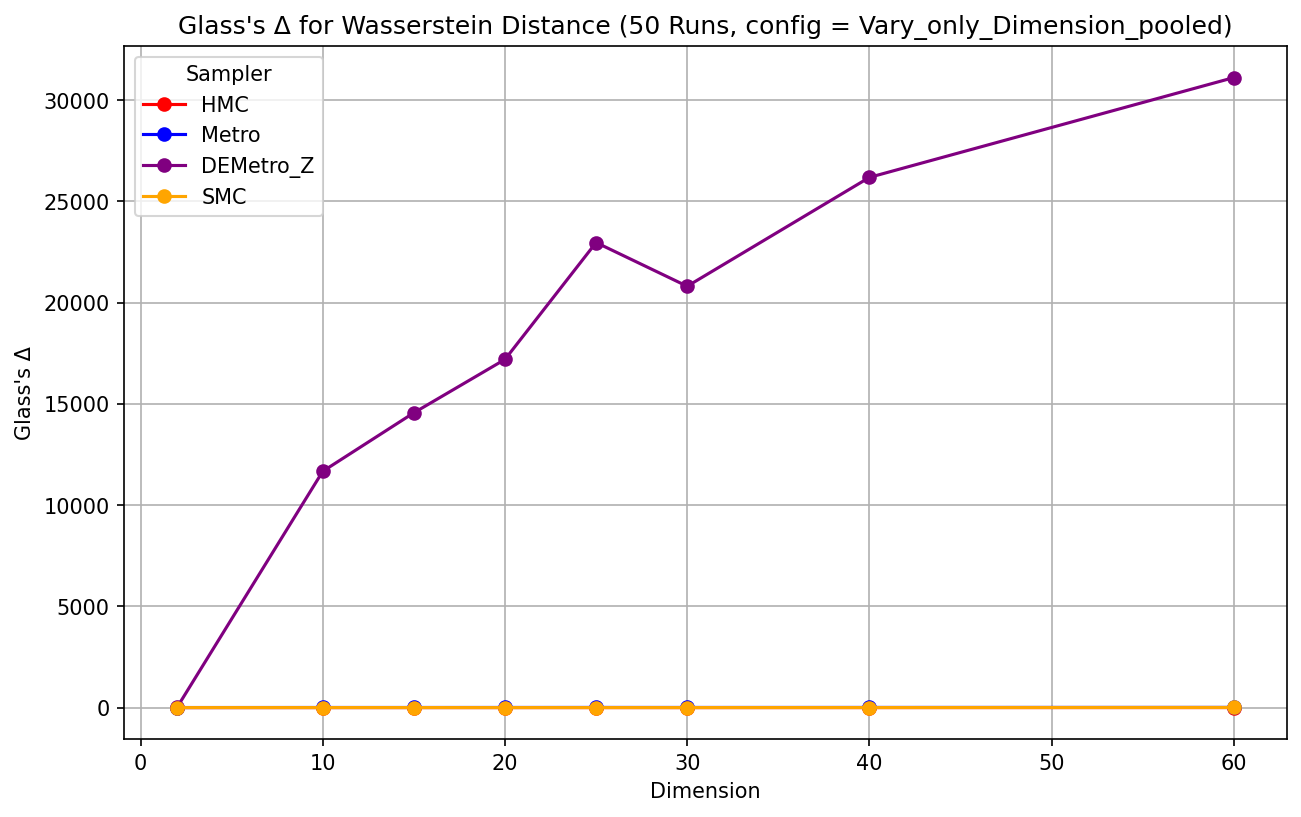 Glass's Δ for Wasserstein Distance (50 Runs, config = Vary_only_Dimension_pooled)
Sampler
HMC
Metro
DEMetro_Z
SMC
Glass's Δ
30000
25000
20000
15000
10000
5000
0
0 10 20 30 40 50 60
Dimension